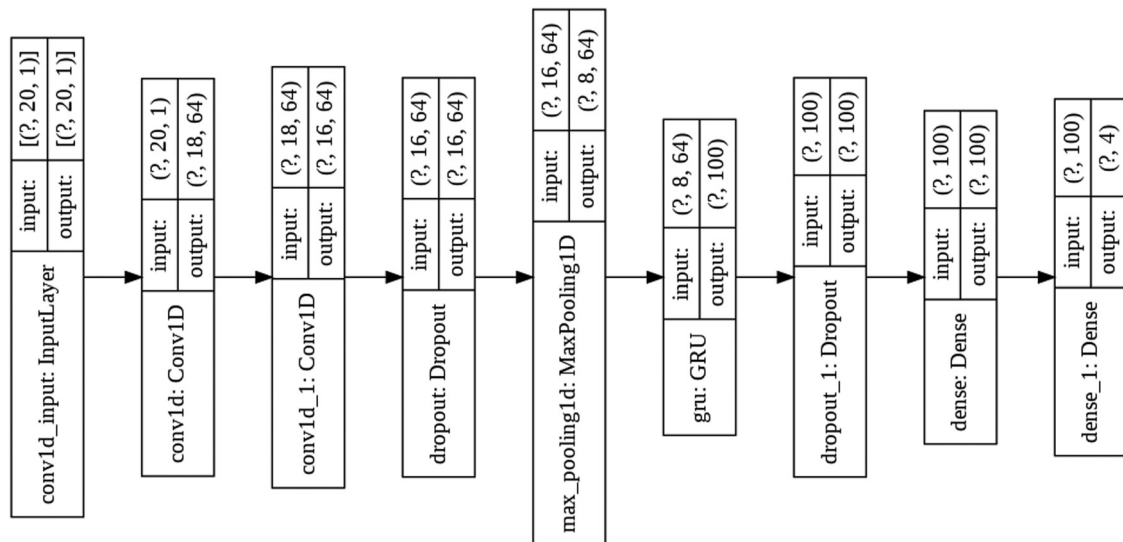 conv1d_input: InputLayer
input:
[(?, 20, 1)]
output:
[(?, 20, 1)]
conv1d: Conv1D
input:
(?, 20, 1)
output:
(?, 18, 64)
conv1d_1: Conv1D
input:
(?, 18, 64)
output:
(?, 16, 64)
dropout: Dropout
input:
(?, 16, 64)
output:
(?, 16, 64)
max_pooling1d: MaxPooling1D
input:
(?, 16, 64)
output:
(?, 8, 64)
gru: GRU
input:
(?, 8, 64)
output:
(?, 100)
dropout_1: Dropout
input:
(?, 100)
output:
(?, 100)
dense: Dense
input:
(?, 100)
output:
(?, 100)
dense_1: Dense
input:
(?, 100)
output:
(?, 4)